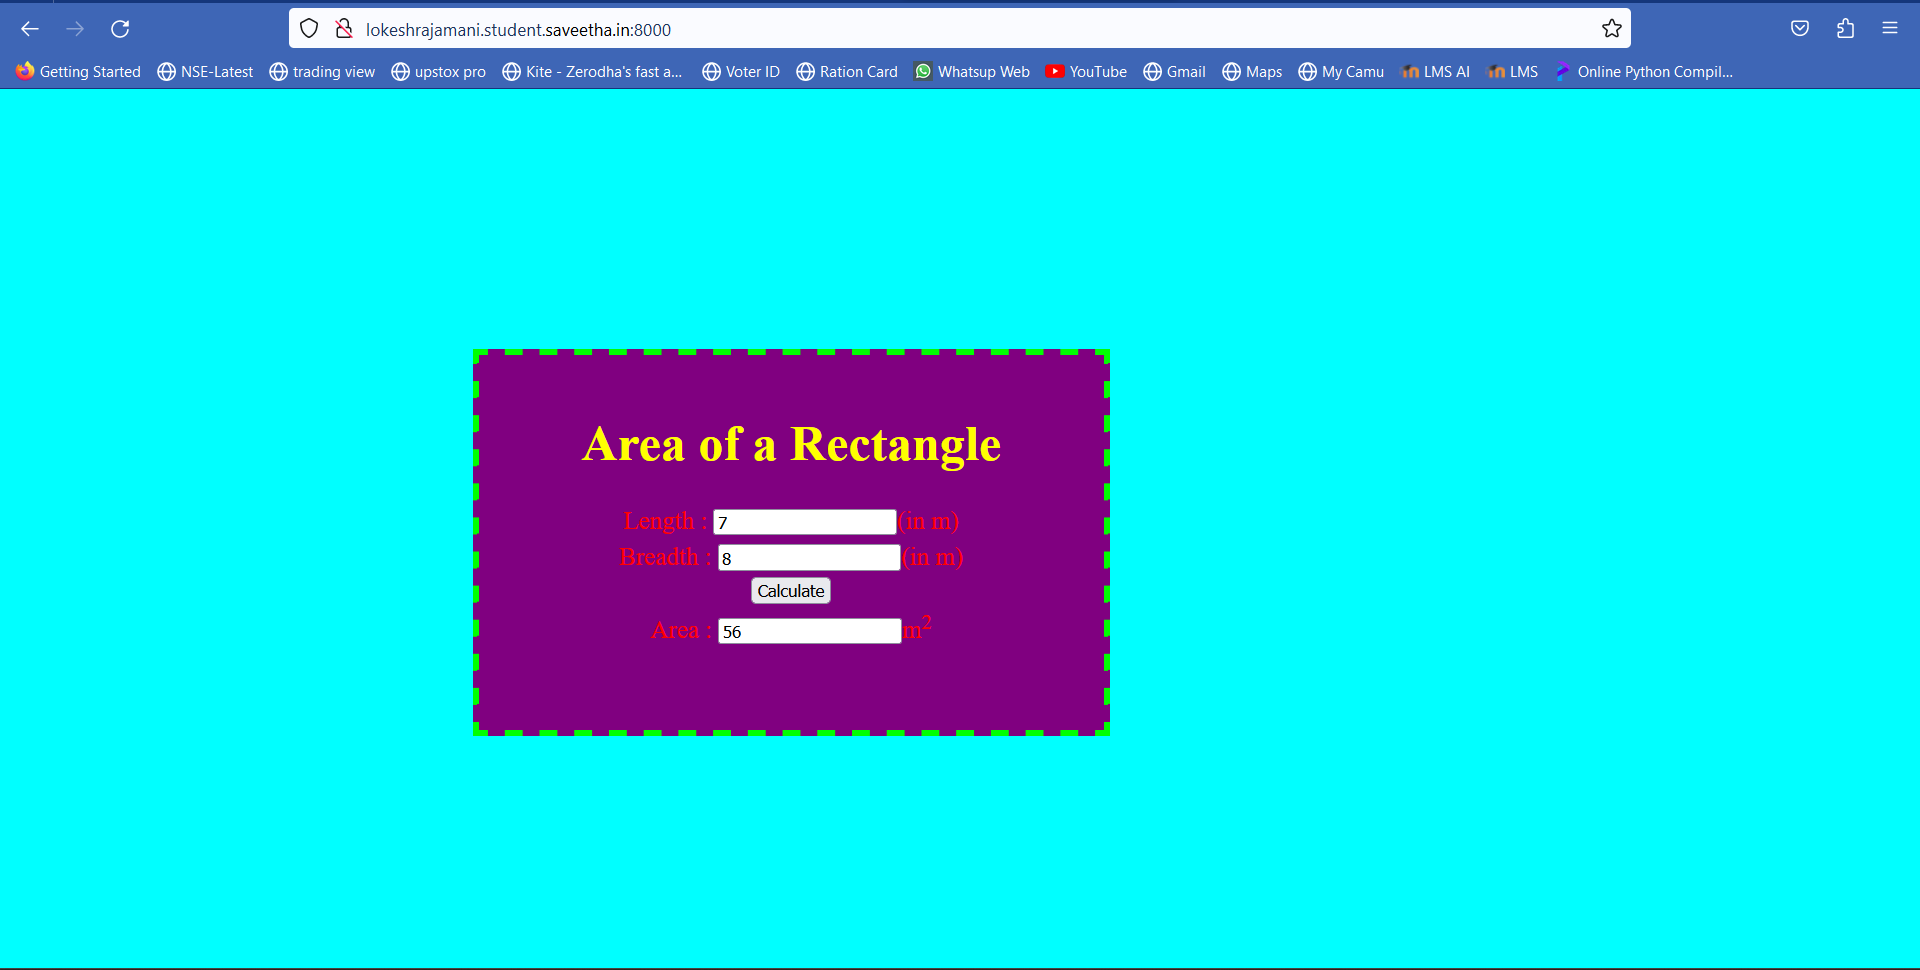 lokeshrajamani.student.saveetha.in:8000
Getting Started NSE-Latest trading view upstox pro Kite - Zerodha's fast a... Voter ID Ration Card Whatsup Web YouTube Gmail Maps My Camu LMS AI LMS Online Python Compil...
Area of a Rectangle
Length : 7 (in m)
Breadth : 8 (in m)
Calculate
Area : 56 m²